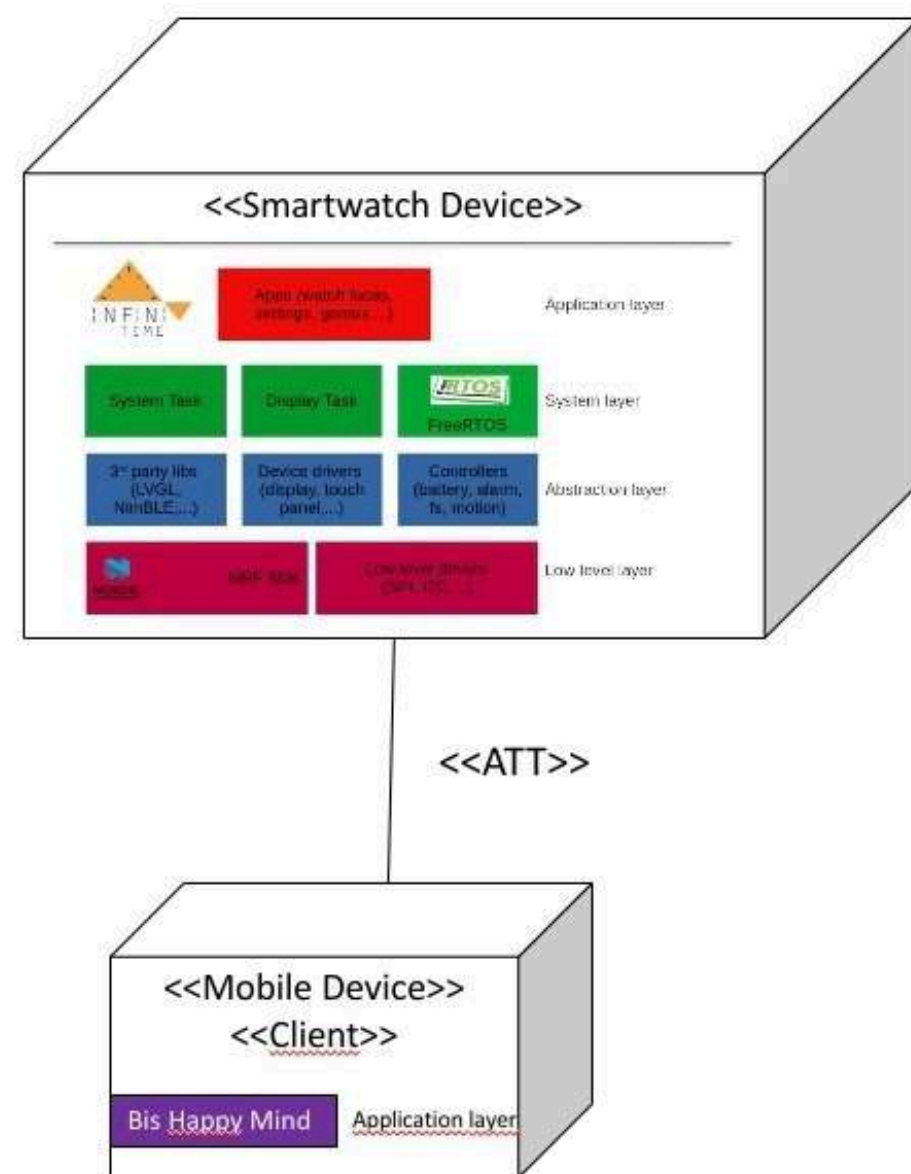 <<Smartwatch Device>>
INFINI
TIME
Apps (watch faces,
settings, games,...)
Application layer
System Task
Display Task
RTOS
FreeRTOS
System layer
3rd party libs
(LVGL,
NimBLE,...)
Device drivers
(display, touch
panel,...)
Controllers
(battery, alarm,
fs, motion)
Abstraction layer
Low level drivers
(SPI, I2C,...)
Low level layer
<<ATT>>
<<Mobile Device>>
<<Client>>
Bis Happy Mind
Application layer